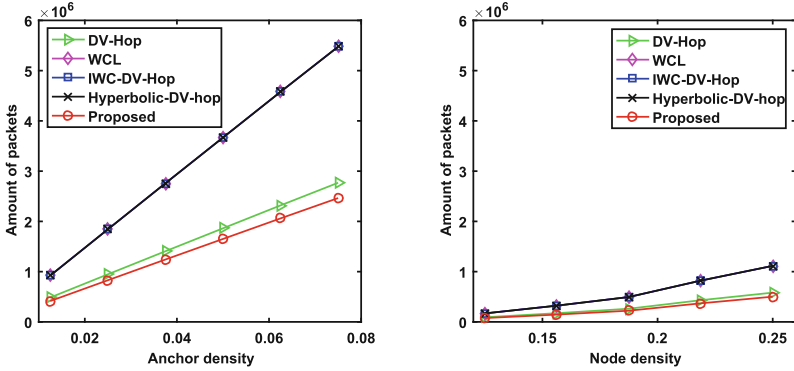 ×10^6
6
5
4
3
2
1
0
0.02
0.04
0.06
0.08
Amount of packets
Anchor density
DV-Hop
WCL
IWC-DV-Hop
Hyperbolic-DV-hop
Proposed
×10^6
6
5
4
3
2
1
0
0.15
0.2
0.25
Amount of packets
Node density
DV-Hop
WCL
IWC-DV-Hop
Hyperbolic-DV-hop
Proposed